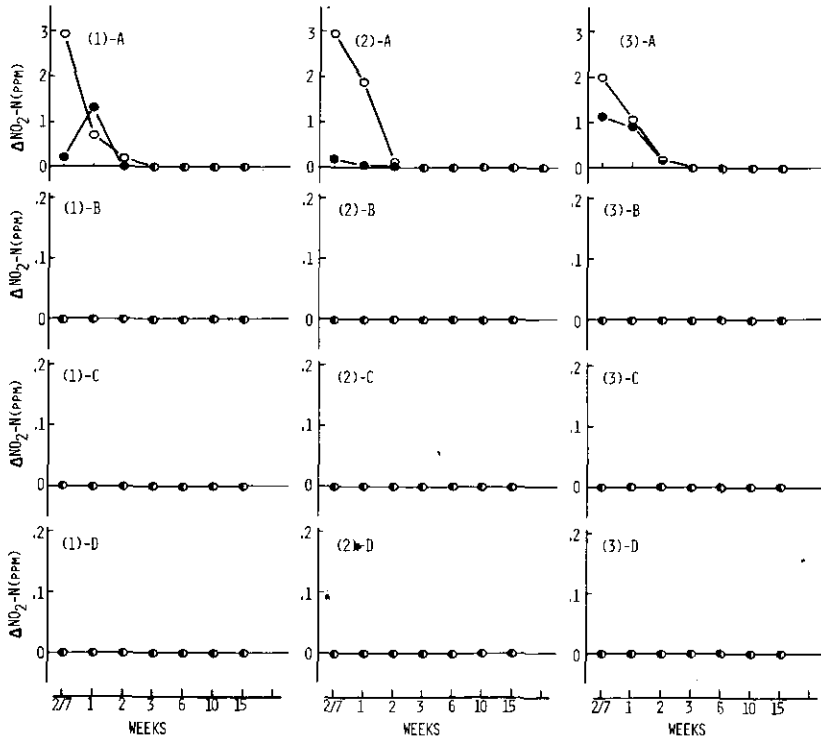 (1)-A (2)-A (3)-A
3 3 3
2 2 2
1 1 1
0 0 0
ΔNO2-N(PPM)
(1)-B (2)-B (3)-B
.2 .2 .2
.1 .1 .1
0 0 0
ΔNO2-N(PPM)
(1)-C (2)-C (3)-C
.2 .2 .2
.1 .1 .1
0 0 0
ΔNO2-N(PPM)
(1)-D (2)-D (3)-D
.2 .2 .2
.1 .1 .1
0 0 0
ΔNO2-N(PPM)
2/7 1 2 3 6 10 15 2/7 1 2 3 6 10 15 2/7 1 2 3 6 10 15
WEEKS WEEKS WEEKS